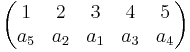 ( 1 2 3 4 5 )
( a₅ a₂ a₁ a₃ a₄ )